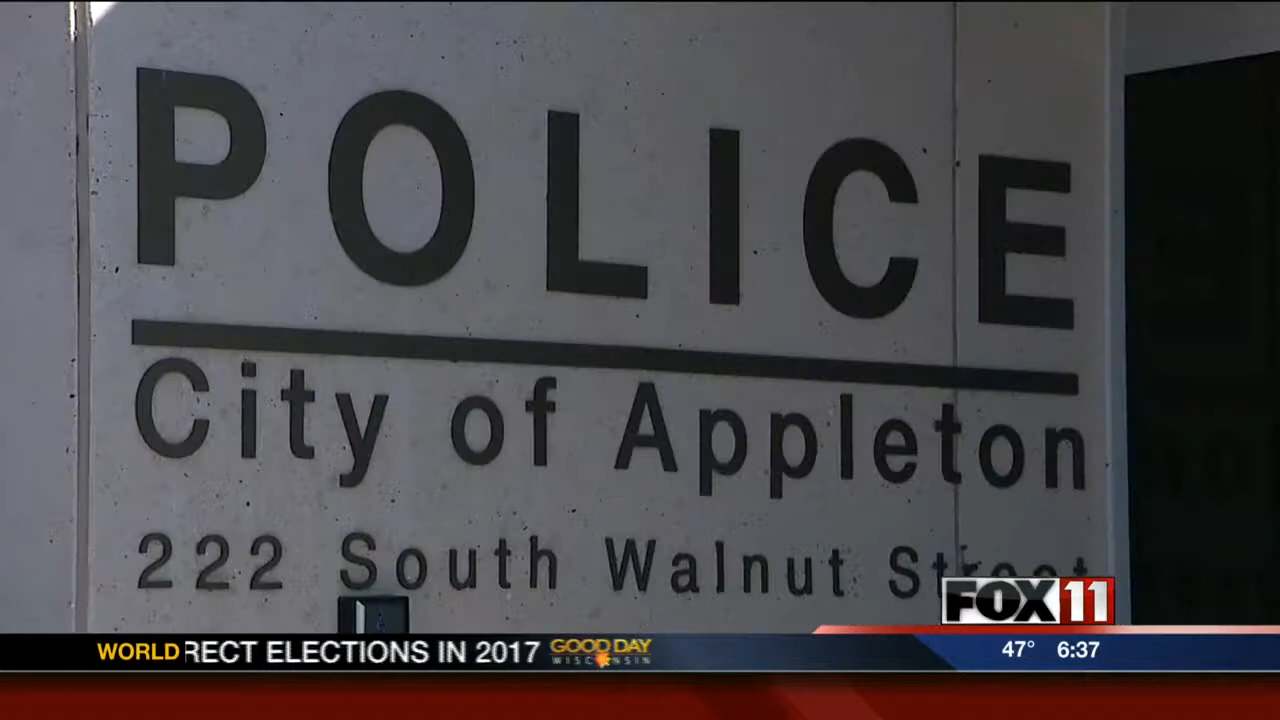 POLICE
City of Appleton
222 South Walnut Street
FOX 11
WORLD RECT ELECTIONS IN 2017 GOOD DAY WISCONSIN 47° 6:37